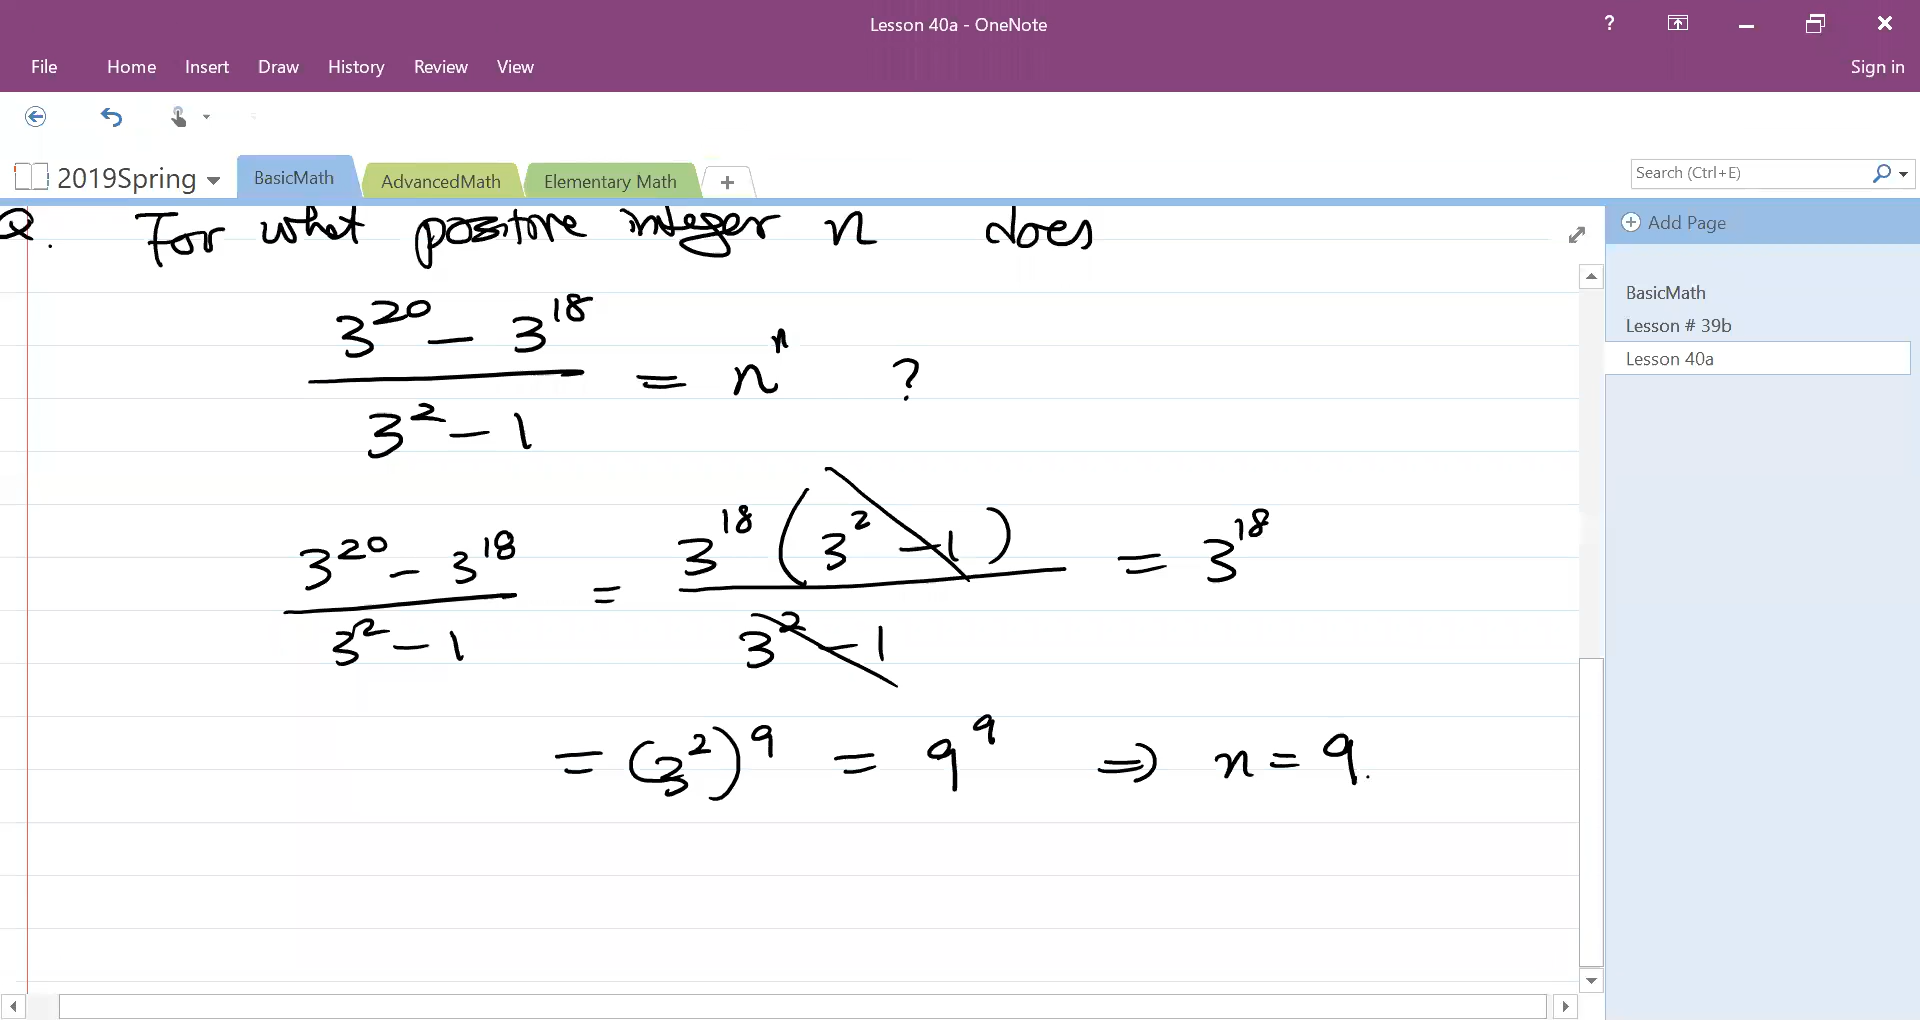 Lesson 40a - OneNote
?
File Home Insert Draw History Review View
Sign in
2019Spring BasicMath AdvancedMath Elementary Math +
Search (Ctrl+E)
Add Page
BasicMath
Lesson # 39b
Lesson 40a
Q. For what positive integer n does
3^20 - 3^18
= n^n ?
3^2 - 1
3^20 - 3^18 = 3^18 (3^2 - 1) = 3^18
3^2 - 1 3^2 - 1
= (3^2)^9 = 9^9 ⇒ n = 9.